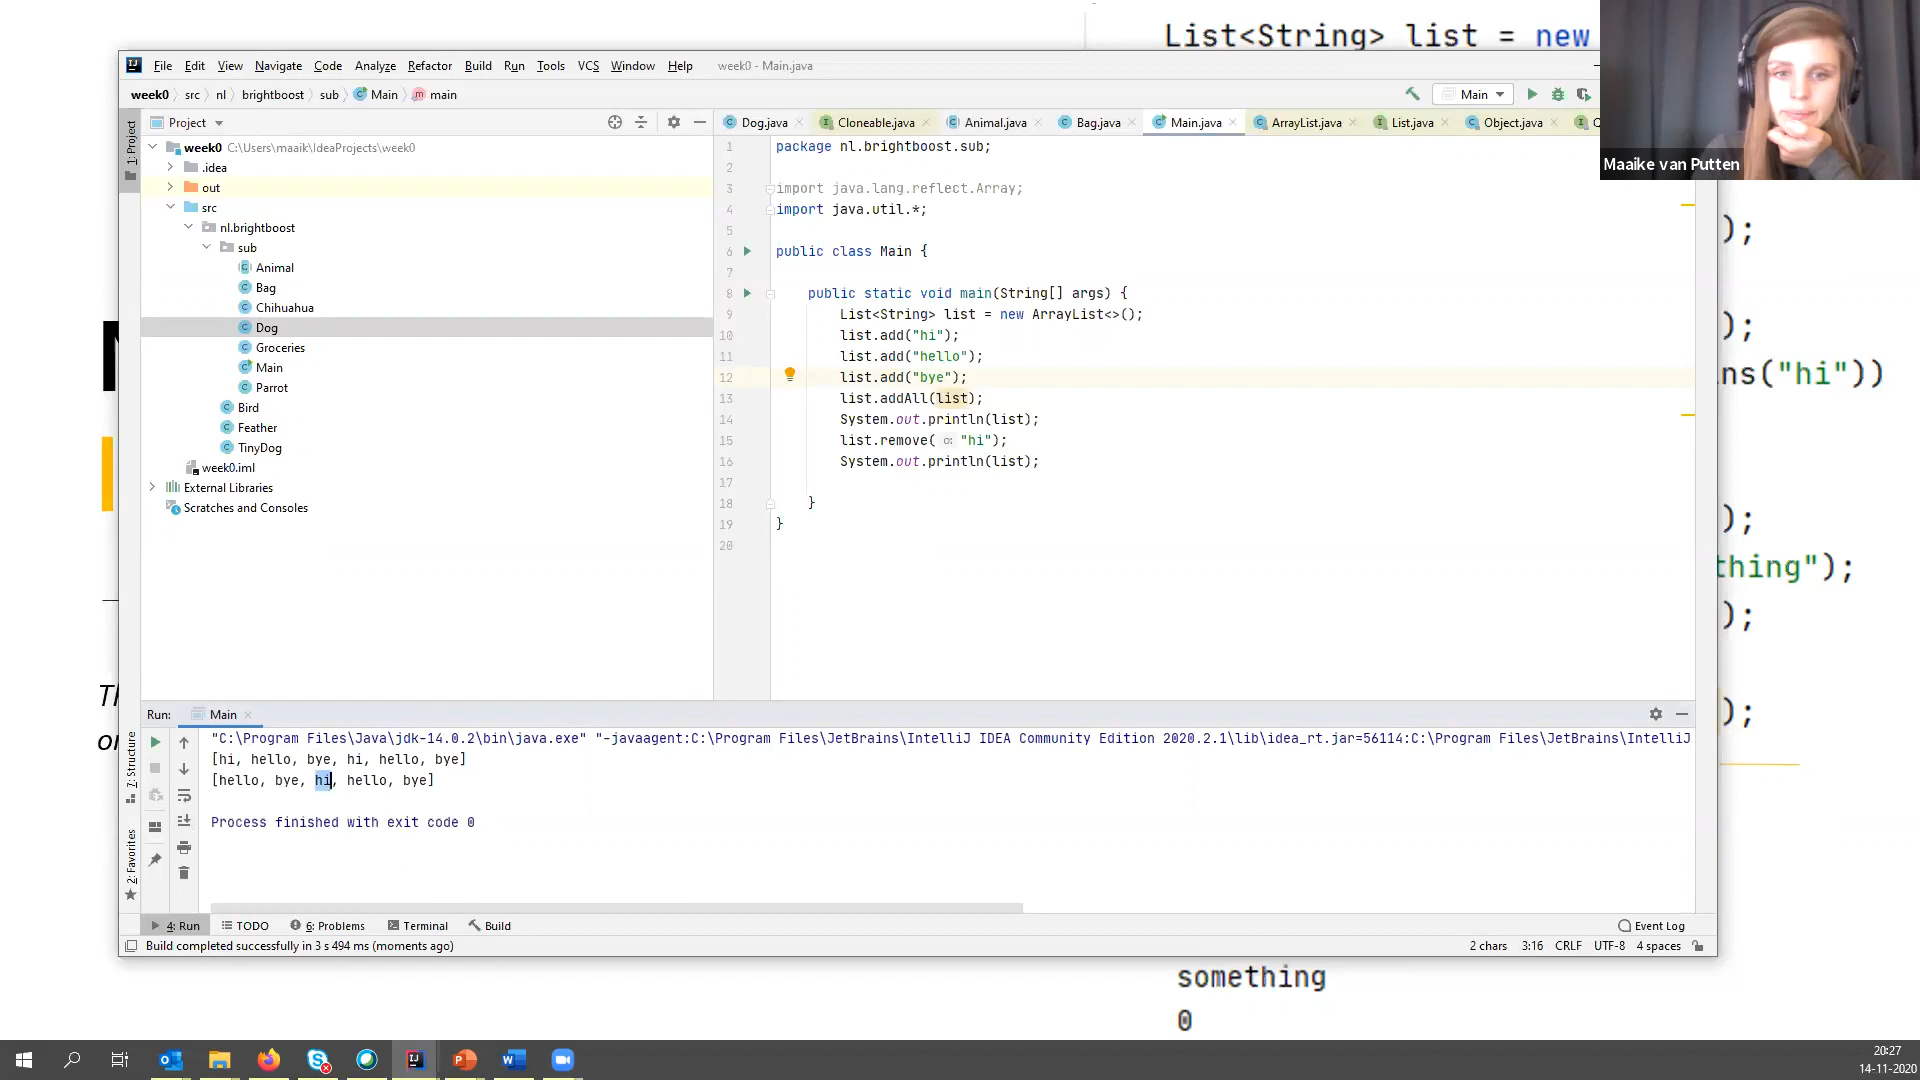 List<String> list = new
File Edit View Navigate Code Analyze Refactor Build Run Tools VCS Window Help week0 - Main.java
week0 src nl brightboost sub Main main
Main
Maaike van Putten
1: Project
Project
Dog.java Cloneable.java Animal.java Bag.java Main.java ArrayList.java List.java Object.java
week0 C:\Users\maaik\IdeaProjects\week0
.idea
out
src
nl.brightboost
sub
Animal
Bag
Chihuahua
Dog
Groceries
Main
Parrot
Bird
Feather
TinyDog
week0.iml
External Libraries
Scratches and Consoles
1 package nl.brightboost.sub;
2
3 import java.lang.reflect.Array;
4 import java.util.*;
5
6 public class Main {
7
8 public static void main(String[] args) {
9 List<String> list = new ArrayList<>();
10 list.add("hi");
11 list.add("hello");
12 list.add("bye");
13 list.addAll(list);
14 System.out.println(list);
15 list.remove( o: "hi");
16 System.out.println(list);
17
18 }
19 }
20
);
);
ns("hi"))
);
thing");
);
);
Run: Main
7: Structure
2: Favorites
"C:\Program Files\Java\jdk-14.0.2\bin\java.exe" "-javaagent:C:\Program Files\JetBrains\IntelliJ IDEA Community Edition 2020.2.1\lib\idea_rt.jar=56114:C:\Program Files\JetBrains\IntelliJ
[hi, hello, bye, hi, hello, bye]
[hello, bye, hi, hello, bye]
Process finished with exit code 0
4: Run TODO 6: Problems Terminal Build Event Log
Build completed successfully in 3 s 494 ms (moments ago) 2 chars 3:16 CRLF UTF-8 4 spaces
something
0
20:27
14-11-2020